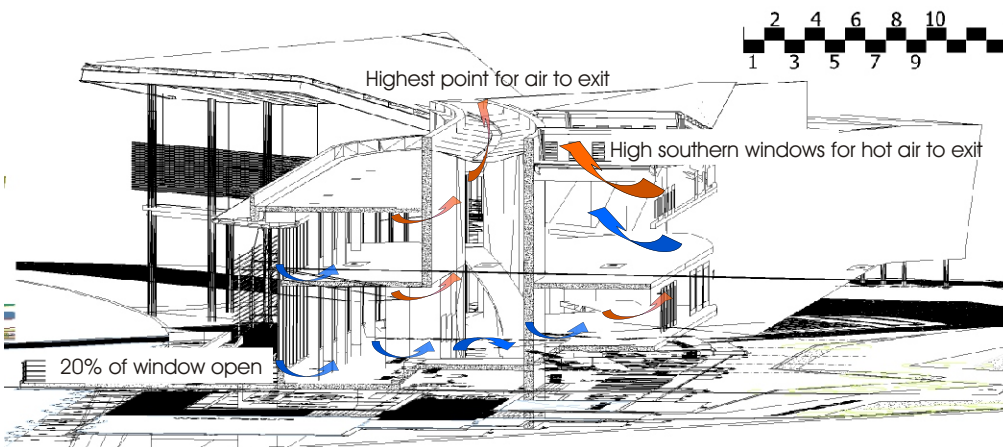 2 4 6 8 10
1 3 5 7 9
Highest point for air to exit
High southern windows for hot air to exit
20% of window open